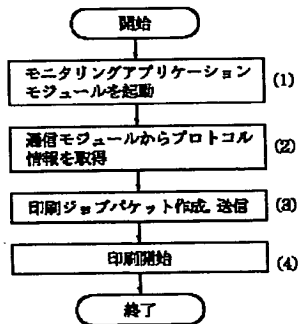 開始
モニタリングアプリケーション
モジュールを起動
(1)
通信モジュールからプロトコル
情報を取得
(2)
印刷ジョブパケット作成、送信
(3)
印刷開始
(4)
終了